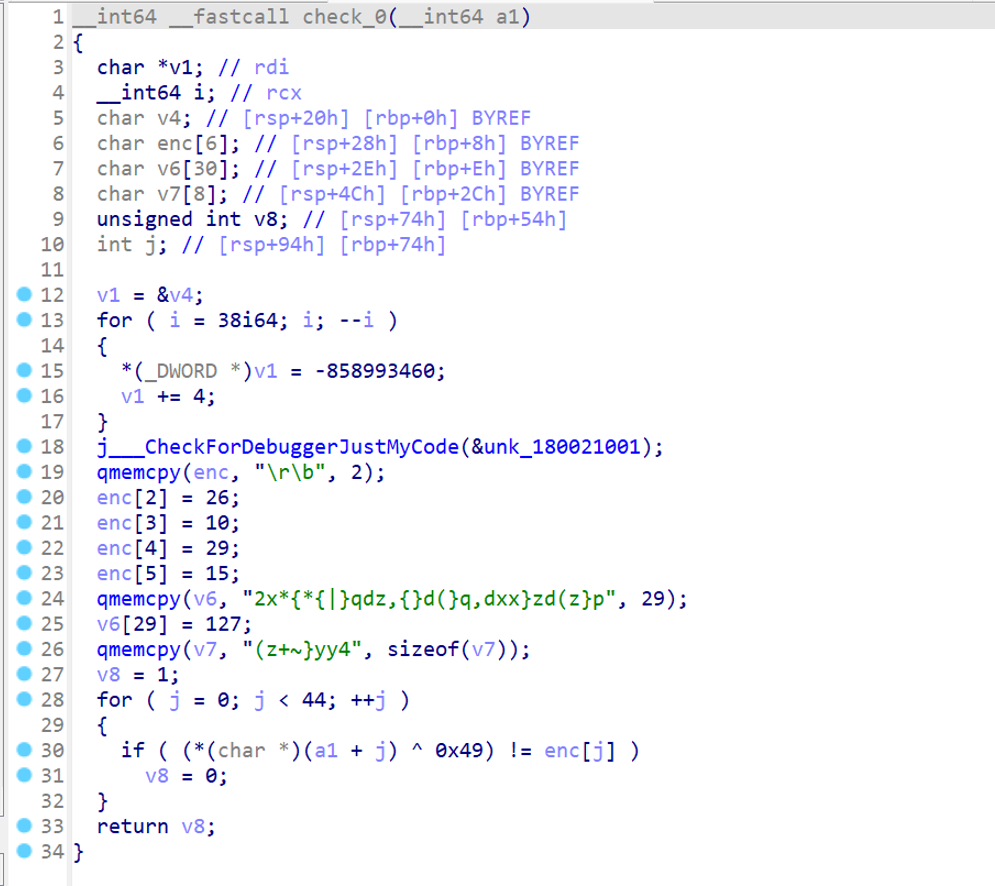 1 __int64 __fastcall check_0(__int64 a1)
2 {
3 char *v1; // rdi
4 __int64 i; // rcx
5 char v4; // [rsp+20h] [rbp+0h] BYREF
6 char enc[6]; // [rsp+28h] [rbp+8h] BYREF
7 char v6[30]; // [rsp+2Eh] [rbp+Eh] BYREF
8 char v7[8]; // [rsp+4Ch] [rbp+2Ch] BYREF
9 unsigned int v8; // [rsp+74h] [rbp+54h]
10 int j; // [rsp+94h] [rbp+74h]
11
12 v1 = &v4;
13 for ( i = 38i64; i; --i )
14 {
15 *(_DWORD *)v1 = -858993460;
16 v1 += 4;
17 }
18 j___CheckForDebuggerJustMyCode(&unk_180021001);
19 qmemcpy(enc, "\r\b", 2);
20 enc[2] = 26;
21 enc[3] = 10;
22 enc[4] = 29;
23 enc[5] = 15;
24 qmemcpy(v6, "2x*{*{|}qdz,{}d(}q,dxx}zd(z}p", 29);
25 v6[29] = 127;
26 qmemcpy(v7, "(z+~}yy4", sizeof(v7));
27 v8 = 1;
28 for ( j = 0; j < 44; ++j )
29 {
30 if ( (*(char *)(a1 + j) ^ 0x49) != enc[j] )
31 v8 = 0;
32 }
33 return v8;
34 }